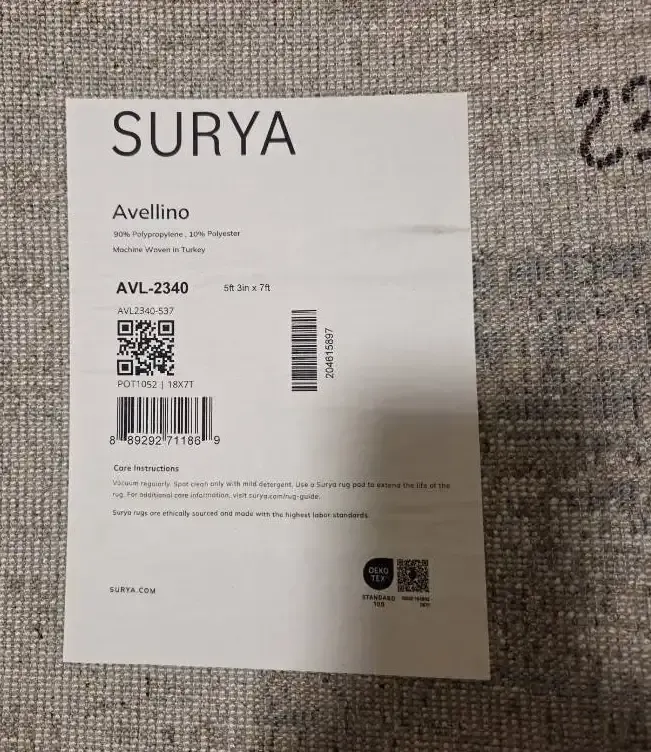 SURYA
23
Avellino
90% Polypropylene , 10% Polyester
Machine Woven in Turkey
AVL-2340 5ft 3in x 7ft
AVL2340-537
204615897
POT1052 | 18X7T
8 89292 71186 9
Care Instructions
Vacuum regularly. Spot clean only with mild detergent. Use a Surya rug pad to extend the life of the
rug. For additional care information, visit surya.com/rug-guide.
Surya rugs are ethically sourced and made with the highest labor standards.
OEKO
TEX
STANDARD
100
SURYA.COM